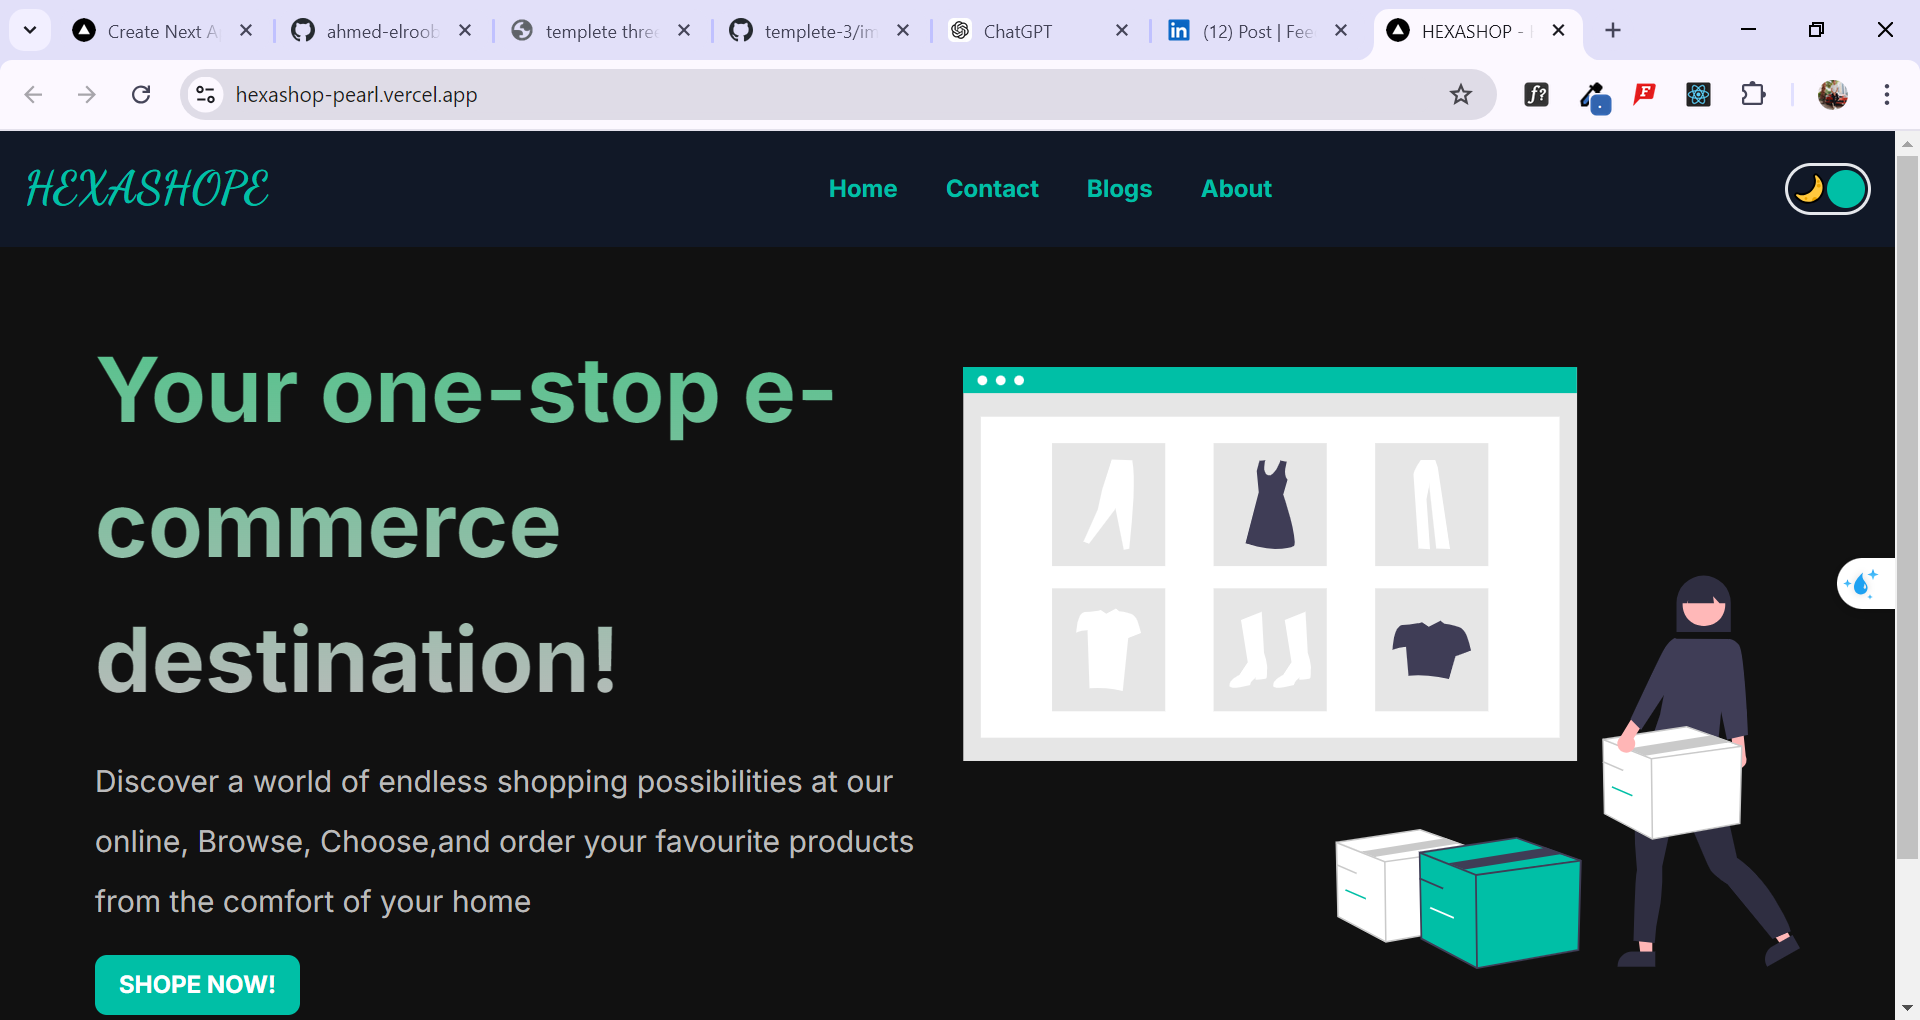 Create Next A
ahmed-elroob
templete three
templete-3/im
ChatGPT
(12) Post | Fee
HEXASHOP -
hexashop-pearl.vercel.app
f?
F
HEXASHOPE
Home
Contact
Blogs
About
Your one-stop e-
commerce
destination!
Discover a world of endless shopping possibilities at our
online, Browse, Choose,and order your favourite products
from the comfort of your home
SHOPE NOW!